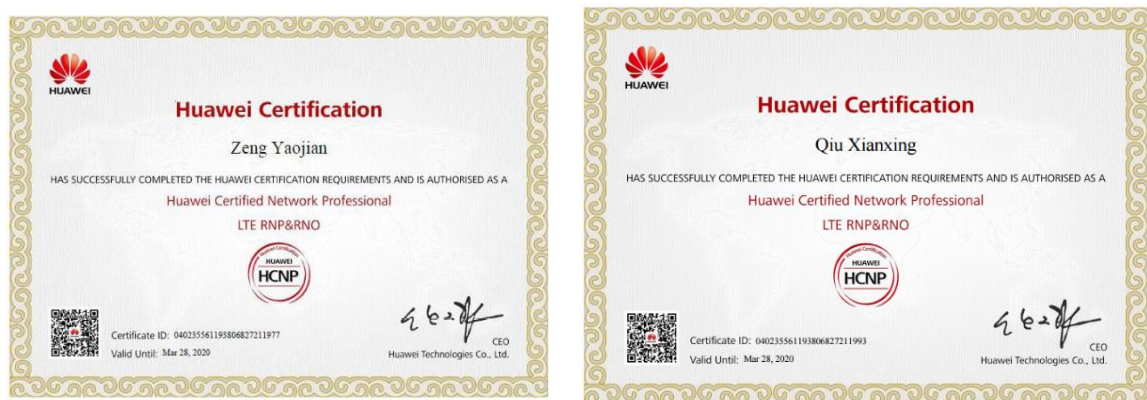 HUAWEI
Huawei Certification
Zeng Yaojian
HAS SUCCESSFULLY COMPLETED THE HUAWEI CERTIFICATION REQUIREMENTS AND IS AUTHORISED AS A
Huawei Certified Network Professional
LTE RNP&RNO
Huawei Certification
HUAWEI
HCNP
Certificate ID: 040235561193806827211977
Valid Until: Mar 28, 2020
CEO
Huawei Technologies Co., Ltd.
HUAWEI
Huawei Certification
Qiu Xianxing
HAS SUCCESSFULLY COMPLETED THE HUAWEI CERTIFICATION REQUIREMENTS AND IS AUTHORISED AS A
Huawei Certified Network Professional
LTE RNP&RNO
Huawei Certification
HUAWEI
HCNP
Certificate ID: 040235561193806827211993
Valid Until: Mar 28, 2020
CEO
Huawei Technologies Co., Ltd.